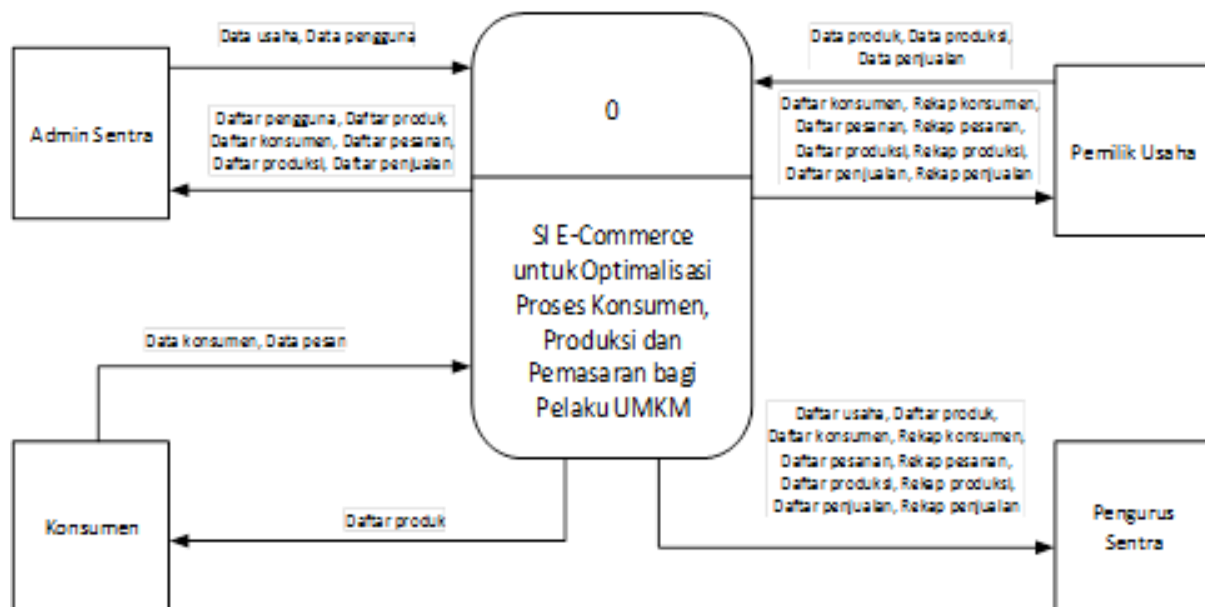 Data usaha, Data pengguna
Admin Sentra
Daftar pengguna, Daftar produk,
Daftar konsumen, Daftar pesanan,
Daftar produksi, Daftar penjualan
0
SI E-Commerce
untuk Optimalisasi
Proses Konsumen,
Produksi dan
Pemasaran bagi
Pelaku UMKM
Data produk, Data produksi,
Data penjualan
Daftar konsumen, Rekap konsumen,
Daftar pesanan, Rekap pesanan,
Daftar produksi, Rekap produksi,
Daftar penjualan, Rekap penjualan
Pemilik Usaha
Data konsumen, Data pesan
Konsumen
Daftar produk
Daftar usaha, Daftar produk,
Daftar konsumen, Rekap konsumen,
Daftar pesanan, Rekap pesanan,
Daftar produksi, Rekap produksi,
Daftar penjualan, Rekap penjualan
Pengurus
Sentra